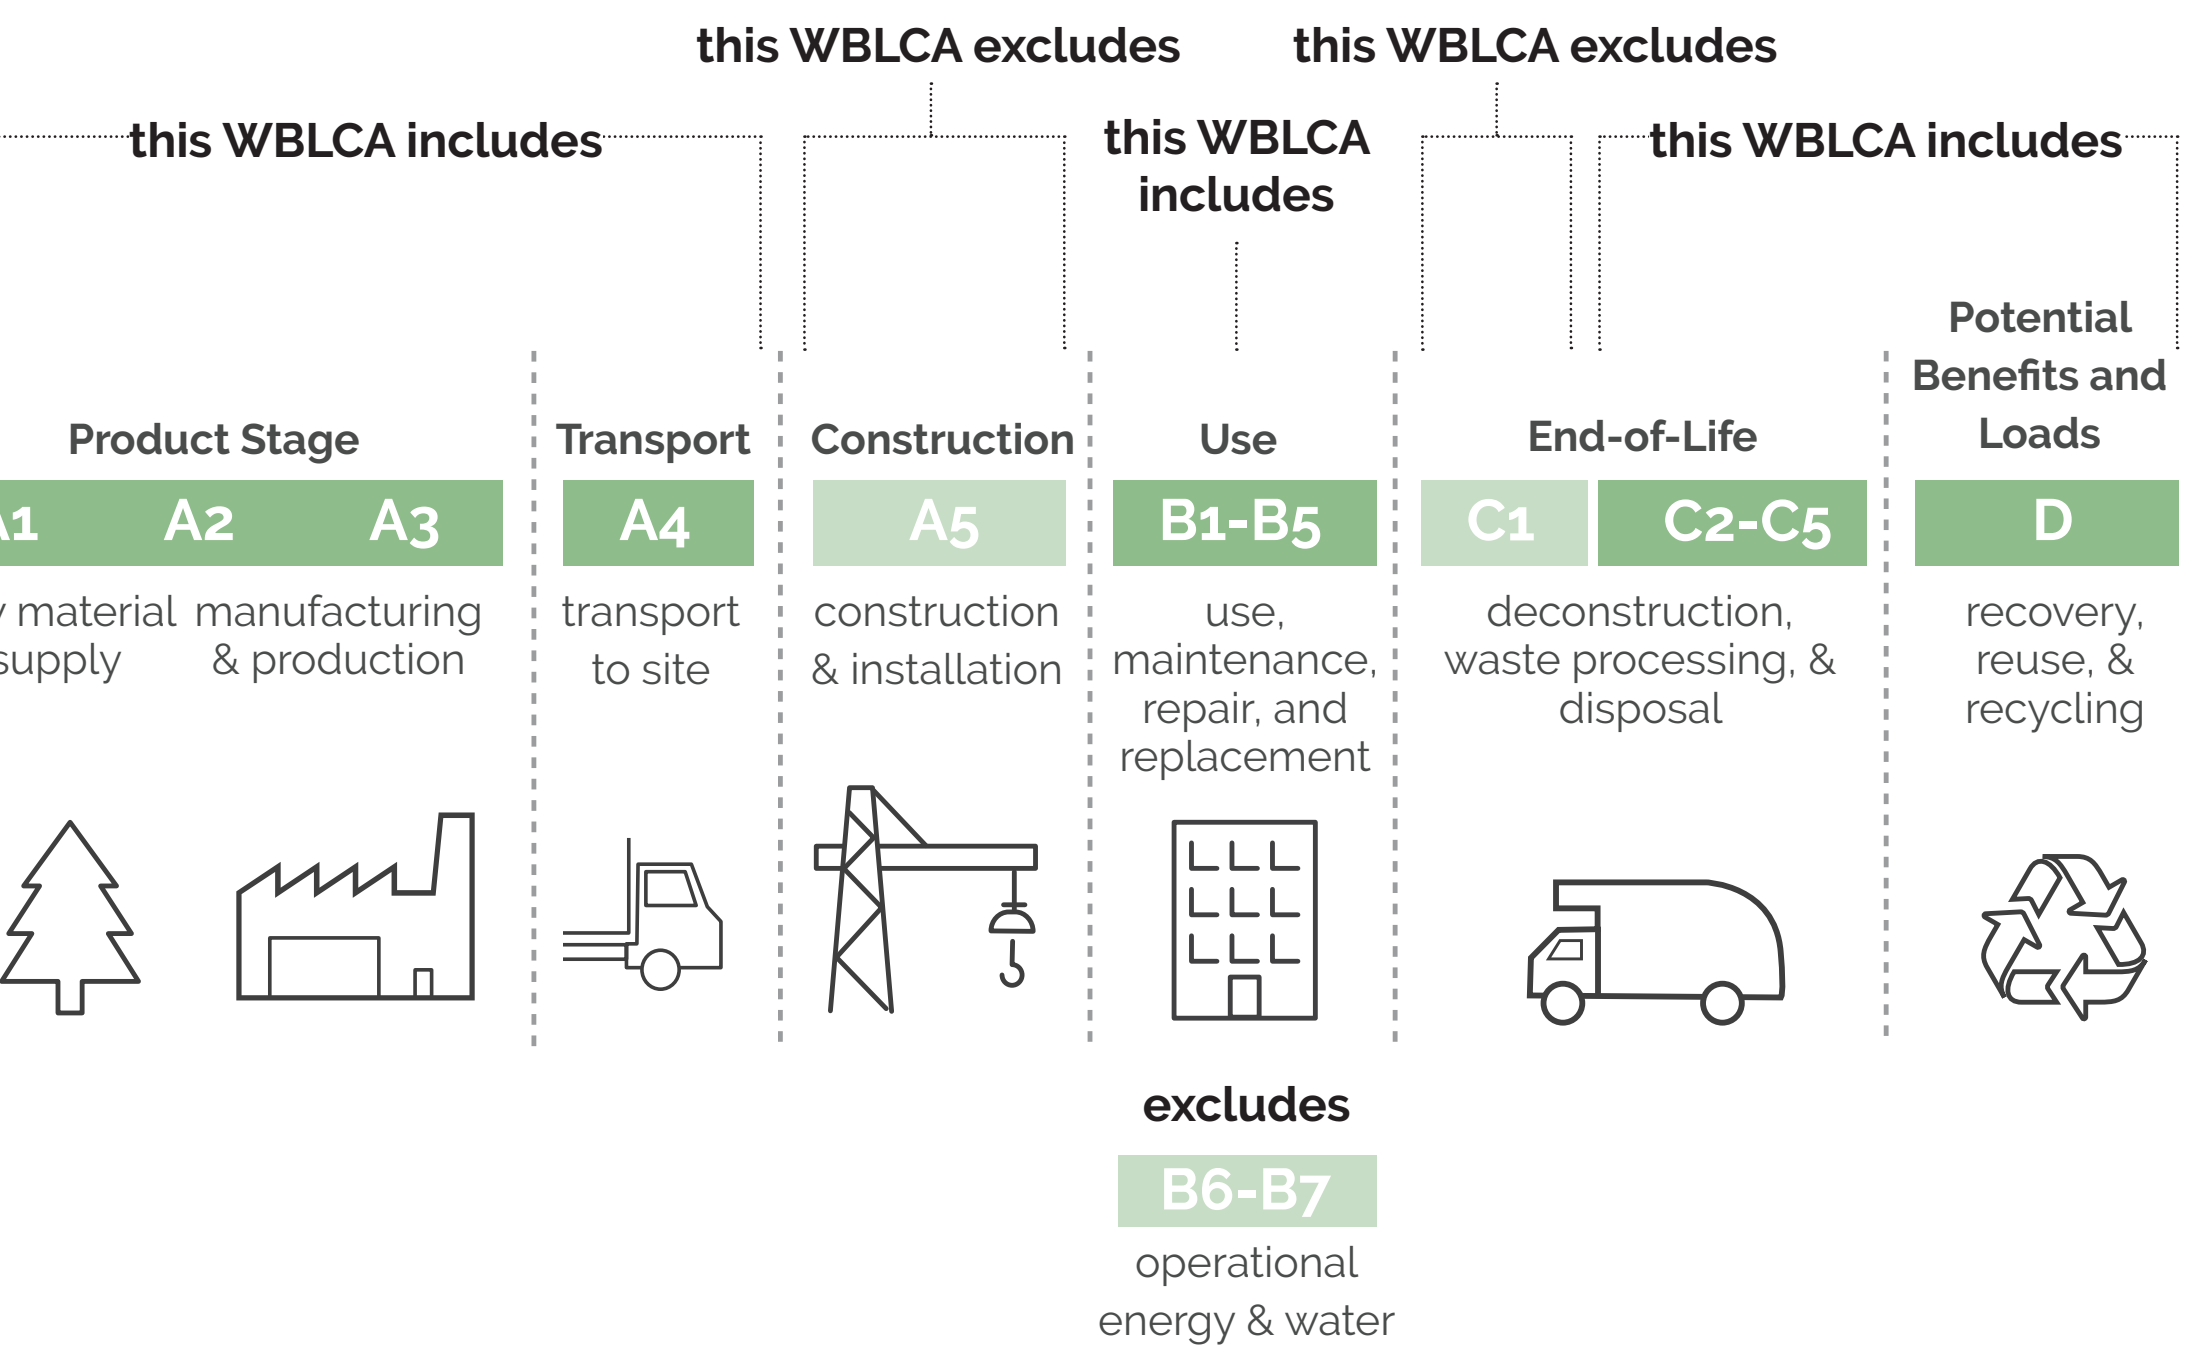 this WBLCA excludes
this WBLCA excludes
this WBLCA includes
this WBLCA
includes
this WBLCA includes
Product Stage
Transport
Construction
Use
End-of-Life
Potential
Benefits and
Loads
A1 A2 A3
A4
A5
B1-B5
C1
C2-C5
D
material
supply
manufacturing
& production
transport
to site
construction
& installation
use,
maintenance,
repair, and
replacement
deconstruction,
waste processing, &
disposal
recovery,
reuse, &
recycling
excludes
B6-B7
operational
energy & water